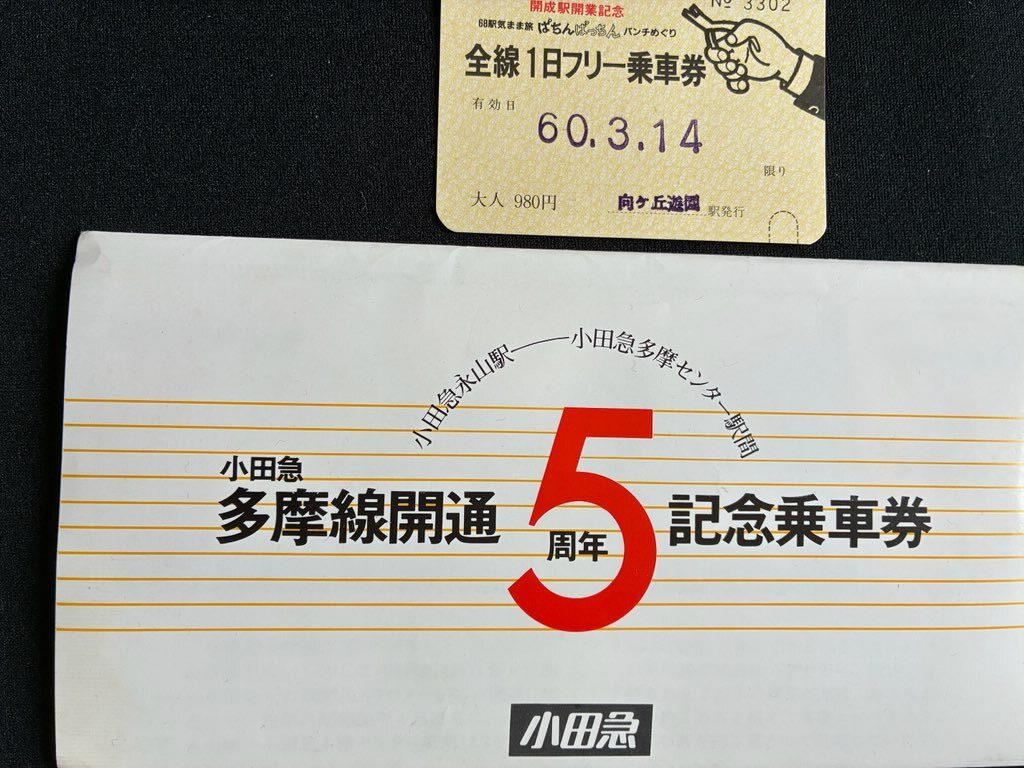 開成駅開業記念
№ 3302
68駅気まま旅 ぱちんぱっちん パンチめぐり
全線1日フリー乗車券
有効日
60.3.14
限り
大人 980円
向ケ丘遊園 駅発行
小田急永山駅――小田急多摩センター駅間
小田急
多摩線開通5周年記念乗車券
小田急